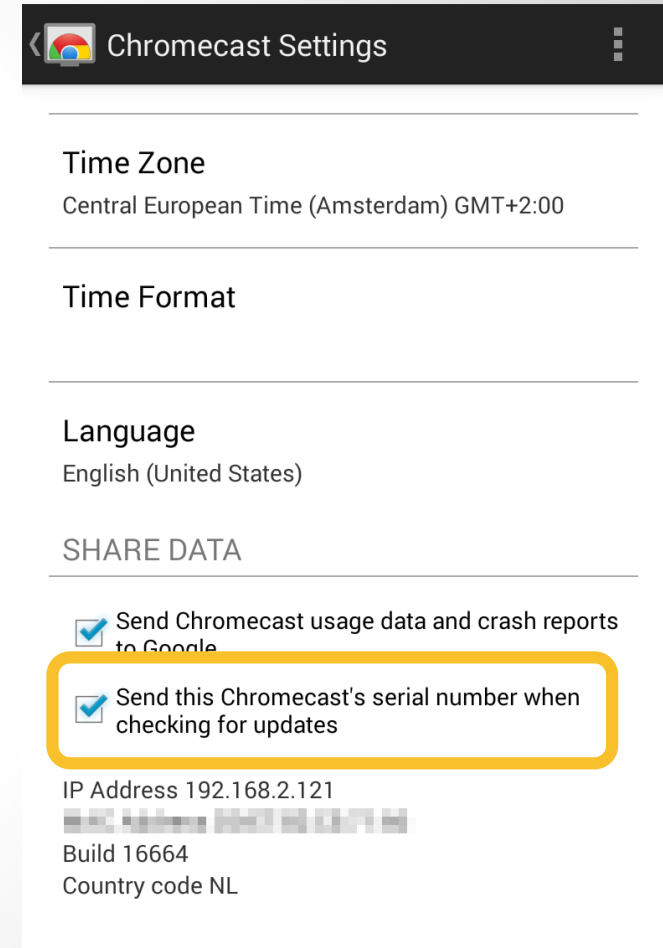 Chromecast Settings
Time Zone
Central European Time (Amsterdam) GMT+2:00
Time Format
Language
English (United States)
SHARE DATA
Send Chromecast usage data and crash reports
to Google
Send this Chromecast's serial number when
checking for updates
IP Address 192.168.2.121
Build 16664
Country code NL